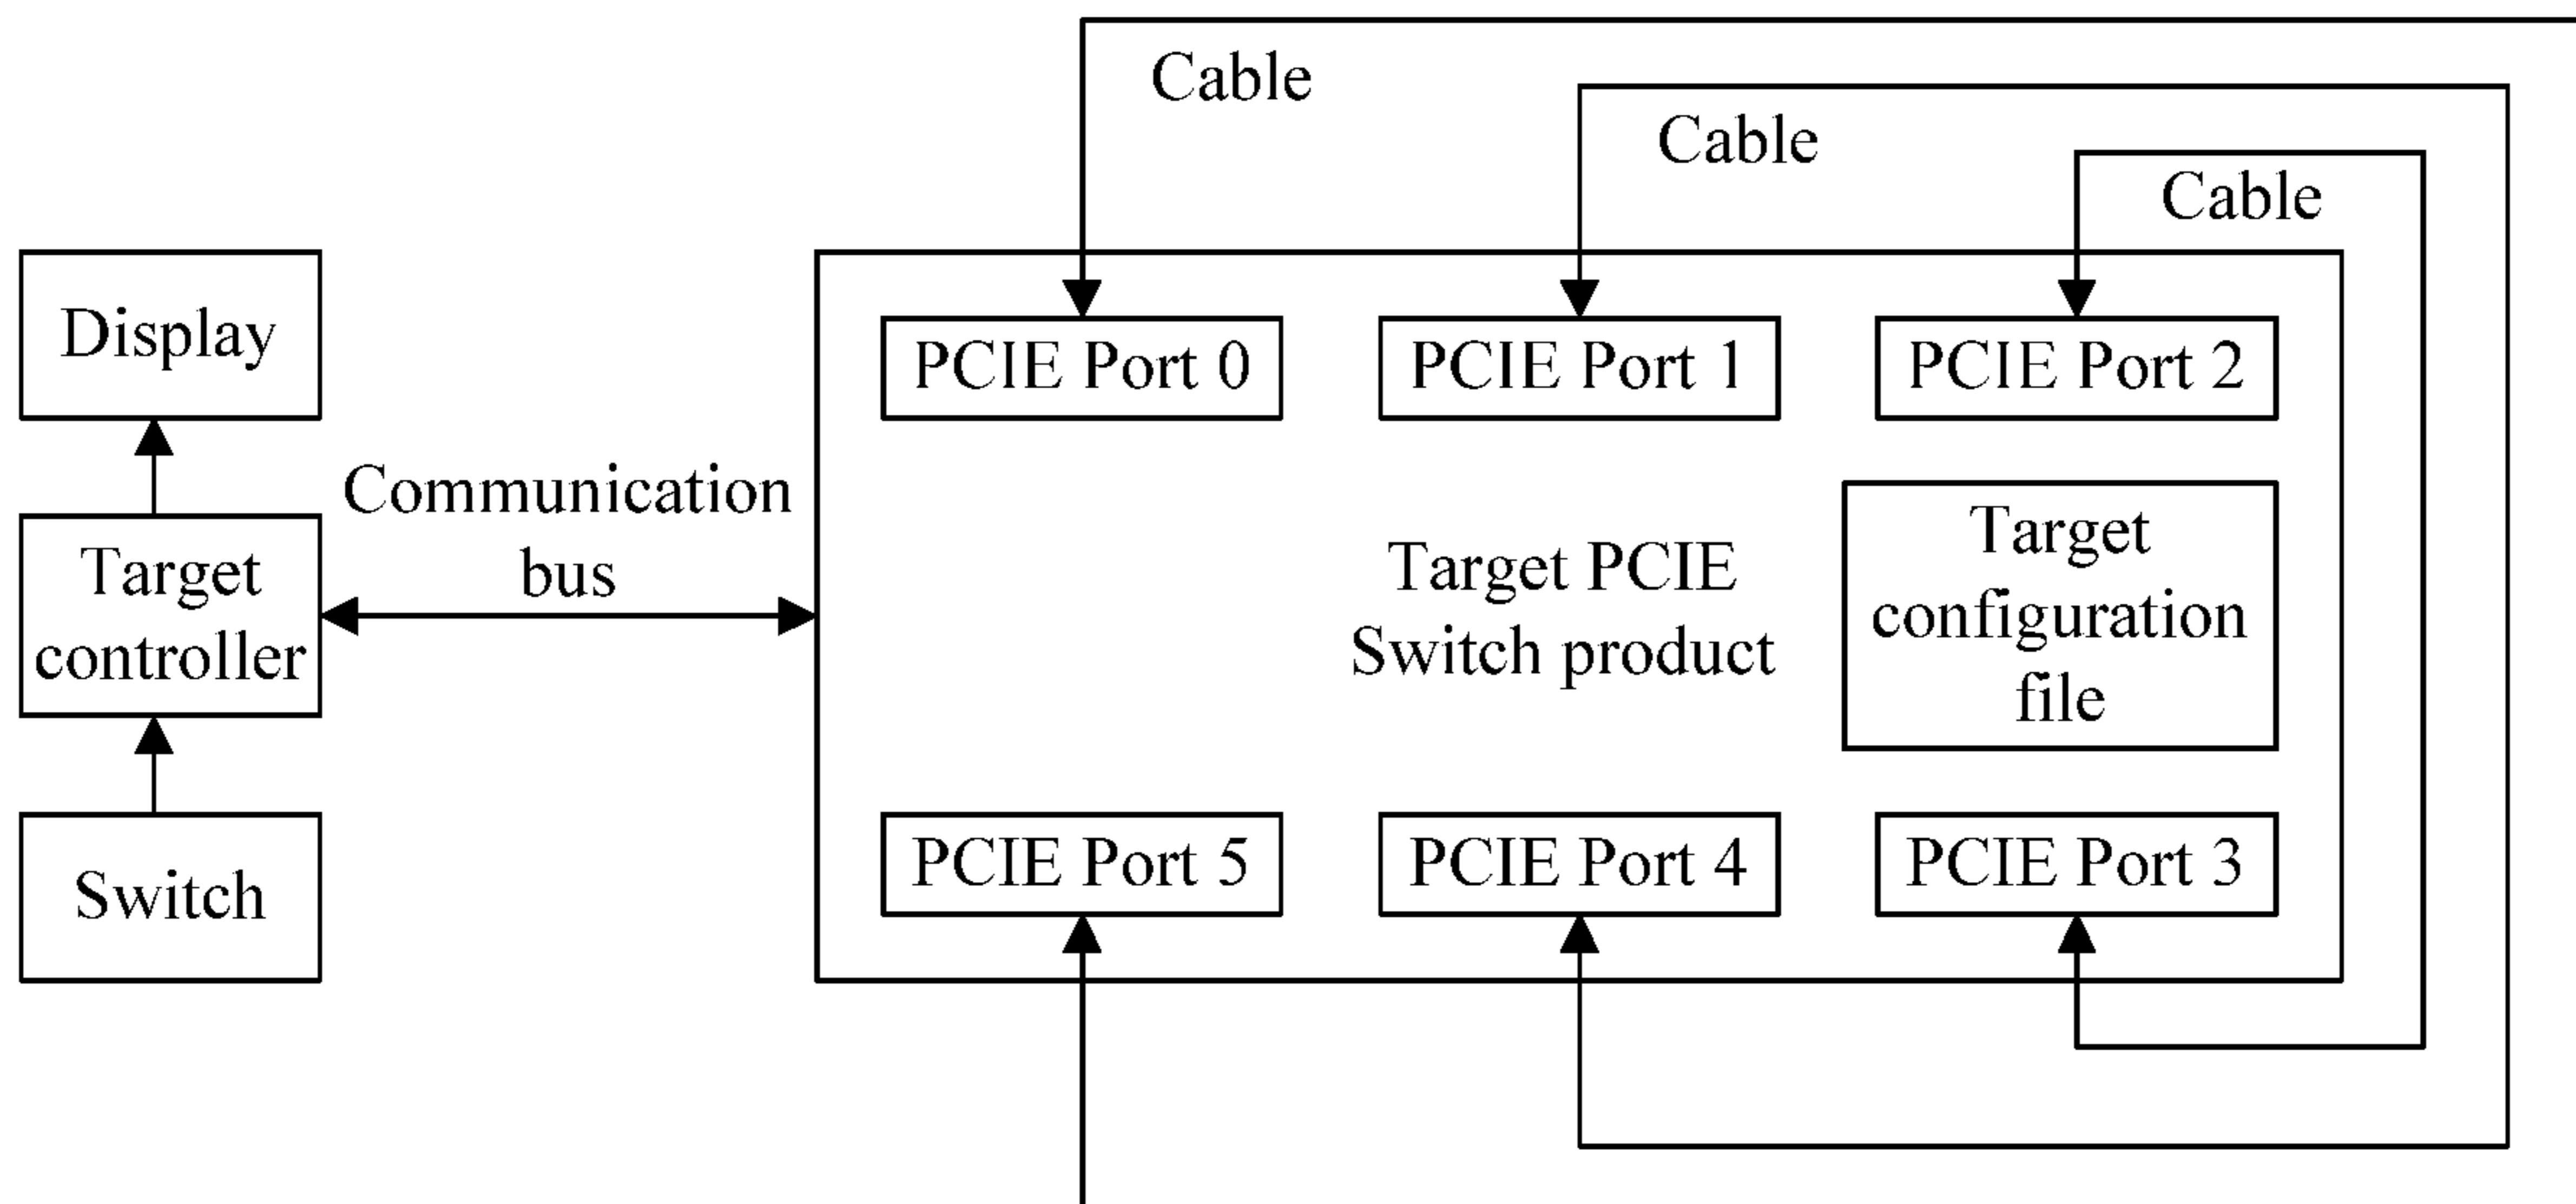 Cable
Cable
Cable
Display
PCIE Port 0
PCIE Port 1
PCIE Port 2
Communication
bus
Target
controller
Target PCIE
Switch product
Target
configuration
file
Switch
PCIE Port 5
PCIE Port 4
PCIE Port 3